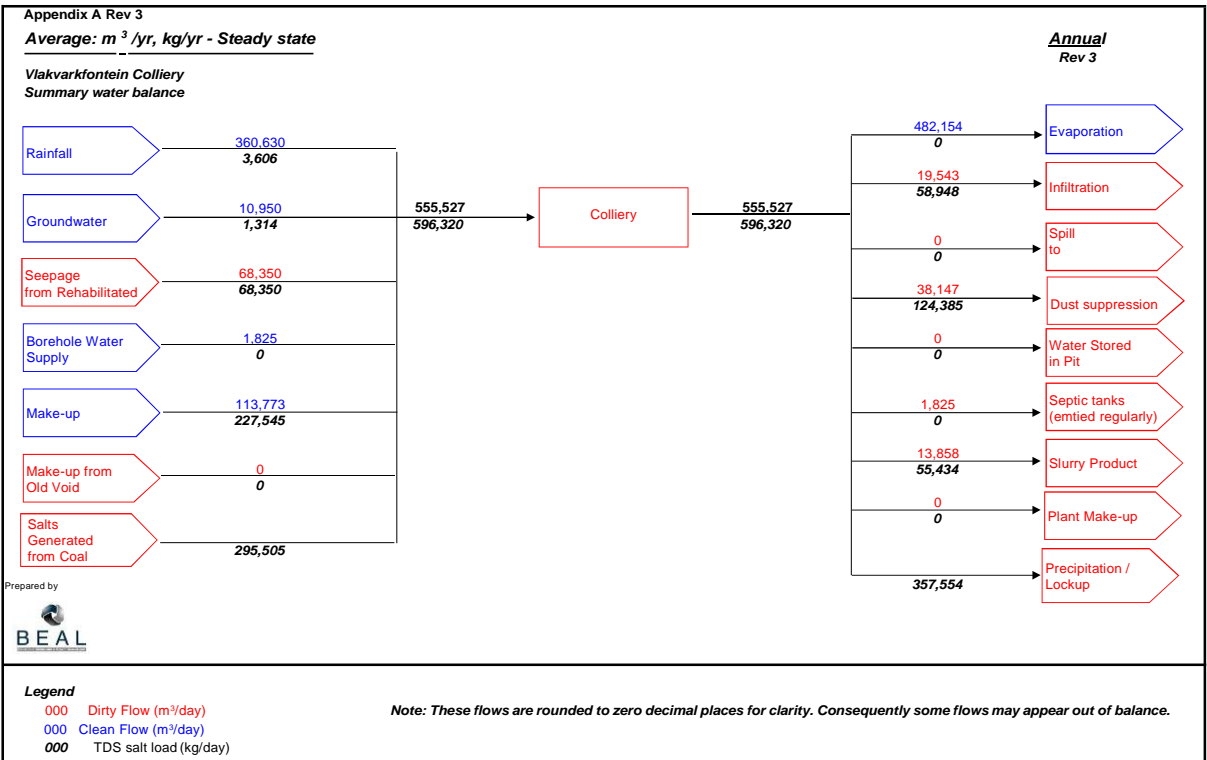 Appendix A Rev 3
Average: m ³ /yr, kg/yr - Steady state
Annual
Rev 3
Vlakvarkfontein Colliery
Summary water balance
Rainfall
360,630
3,606
Groundwater
10,950
1,314
Seepage
from Rehabilitated
68,350
68,350
Borehole Water
Supply
1,825
0
Make-up
113,773
227,545
Make-up from
Old Void
0
0
Salts
Generated
from Coal
295,505
555,527
596,320
Colliery
555,527
596,320
482,154
0
Evaporation
19,543
58,948
Infiltration
0
0
Spill
to
38,147
124,385
Dust suppression
0
0
Water Stored
in Pit
1,825
0
Septic tanks
(emtied regularly)
13,858
55,434
Slurry Product
0
0
Plant Make-up
357,554
Precipitation /
Lockup
Prepared by
BEAL
Legend
000 Dirty Flow (m³/day)
000 Clean Flow (m³/day)
000 TDS salt load (kg/day)
Note: These flows are rounded to zero decimal places for clarity. Consequently some flows may appear out of balance.